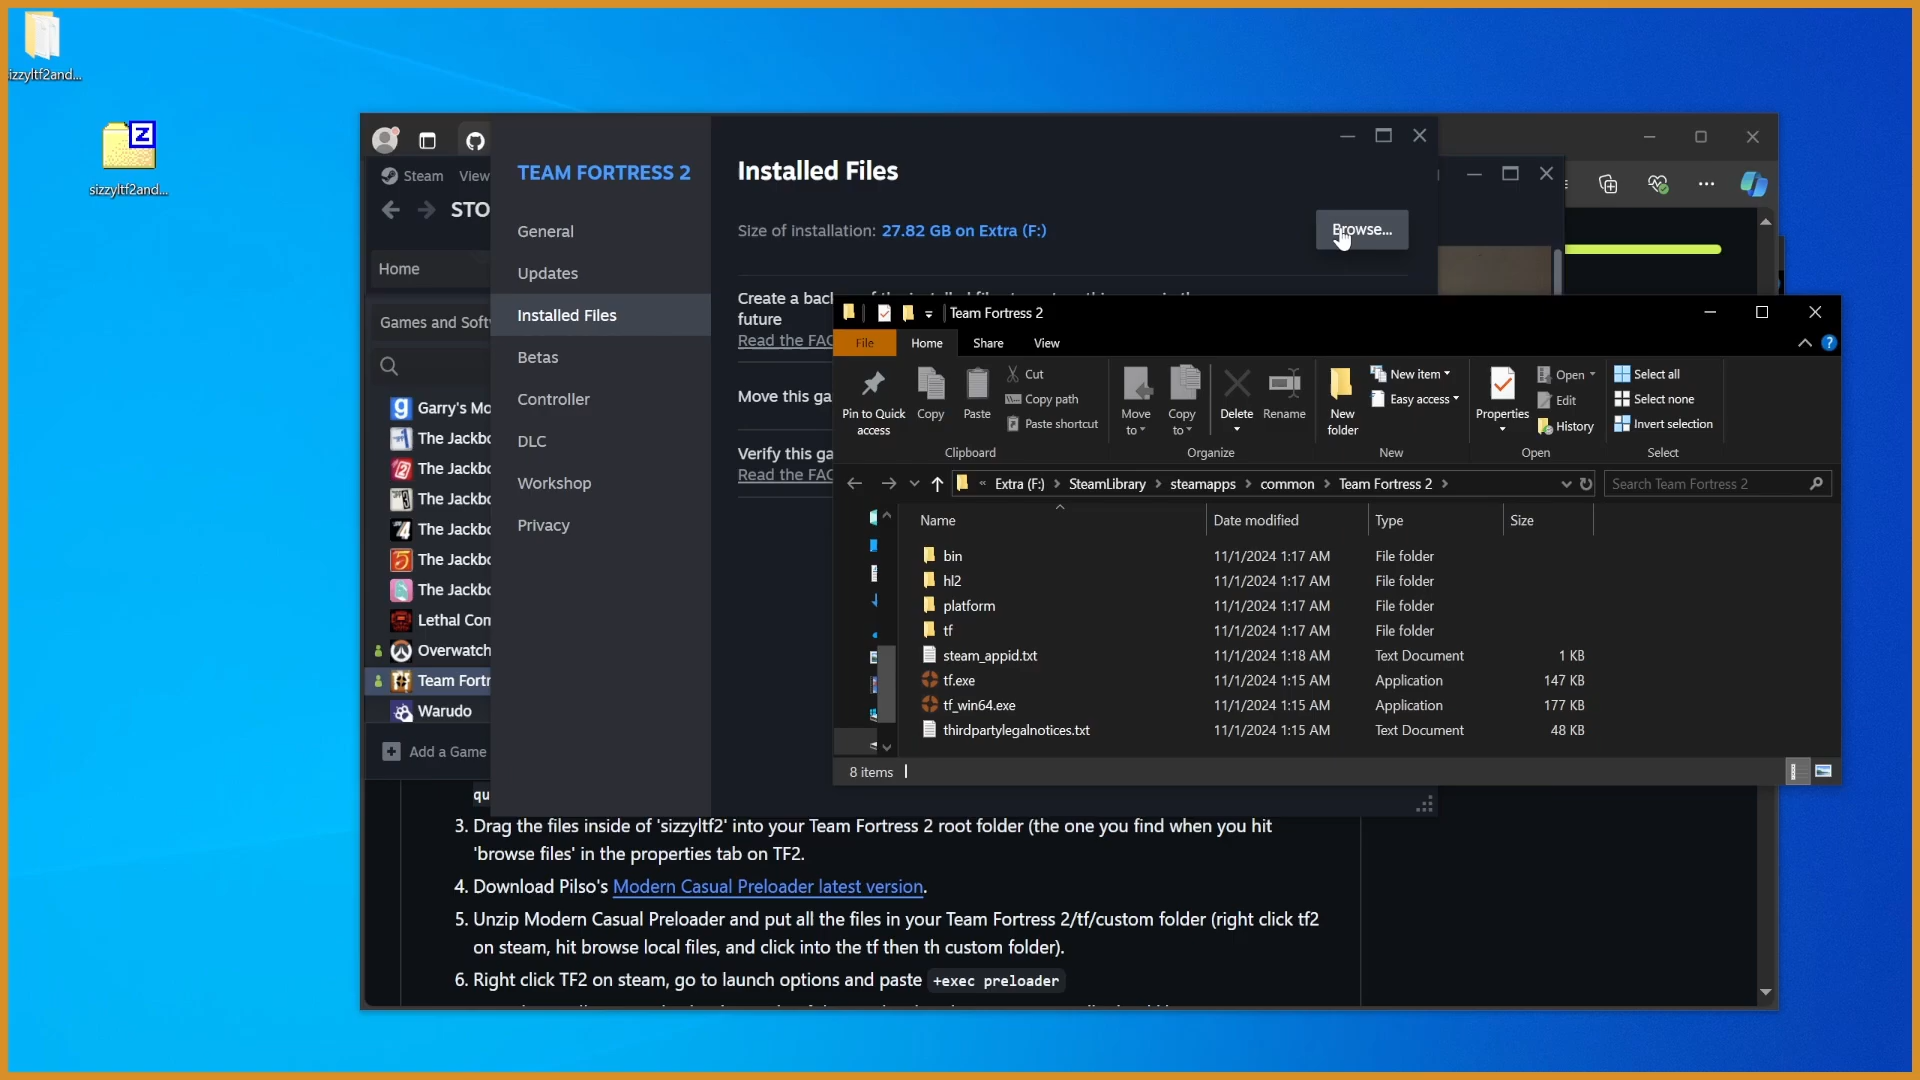 izzyltf2and...
sizzyltf2and...
Steam
View
STO
Home
Games and Soft
Garry's Mo
The Jackbo
The Jackbo
The Jackbo
The Jackbo
The Jackbo
The Jackbo
Lethal Com
Overwatch
Team Fortr
Warudo
Add a Game
TEAM FORTRESS 2
General
Updates
Installed Files
Betas
Controller
DLC
Workshop
Privacy
Installed Files
Size of installation: 27.82 GB on Extra (F:)
Browse...
Create a bac
future
Read the FAQ
Move this ga
Verify this ga
Read the FAQ
Team Fortress 2
File Home Share View
Pin to Quick access
Copy
Paste
Cut
Copy path
Paste shortcut
Clipboard
Move to
Copy to
Delete
Rename
Organize
New folder
New item
Easy access
New
Properties
Open
Edit
History
Open
Select all
Select none
Invert selection
Select
« Extra (F:) > SteamLibrary > steamapps > common > Team Fortress 2 >
Search Team Fortress 2
Name Date modified Type Size
bin 11/1/2024 1:17 AM File folder
hl2 11/1/2024 1:17 AM File folder
platform 11/1/2024 1:17 AM File folder
tf 11/1/2024 1:17 AM File folder
steam_appid.txt 11/1/2024 1:18 AM Text Document 1 KB
tf.exe 11/1/2024 1:15 AM Application 147 KB
tf_win64.exe 11/1/2024 1:15 AM Application 177 KB
thirdpartylegalnotices.txt 11/1/2024 1:15 AM Text Document 48 KB
8 items
qu
3. Drag the files inside of 'sizzyltf2' into your Team Fortress 2 root folder (the one you find when you hit
'browse files' in the properties tab on TF2.
4. Download Pilso's Modern Casual Preloader latest version.
5. Unzip Modern Casual Preloader and put all the files in your Team Fortress 2/tf/custom folder (right click tf2
on steam, hit browse local files, and click into the tf then th custom folder).
6. Right click TF2 on steam, go to launch options and paste +exec preloader